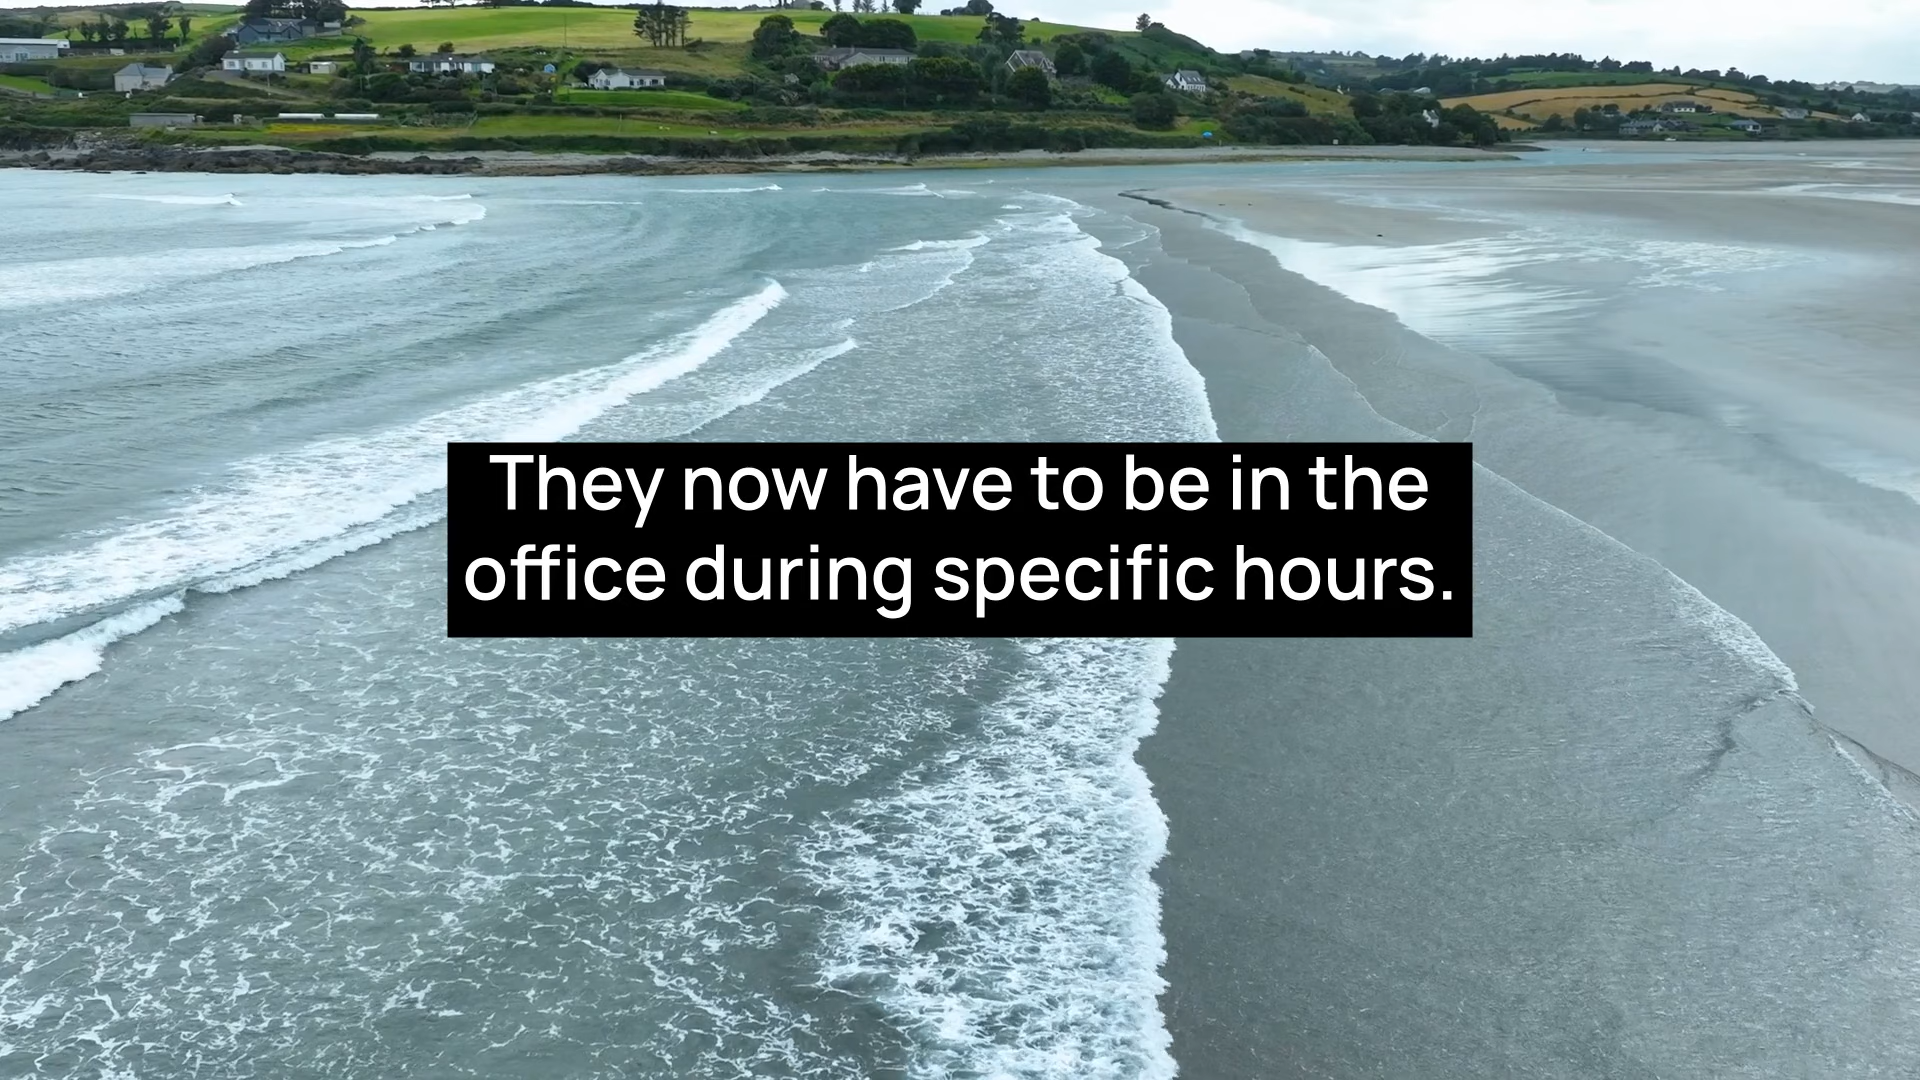 They now have to be in the
office during specific hours.